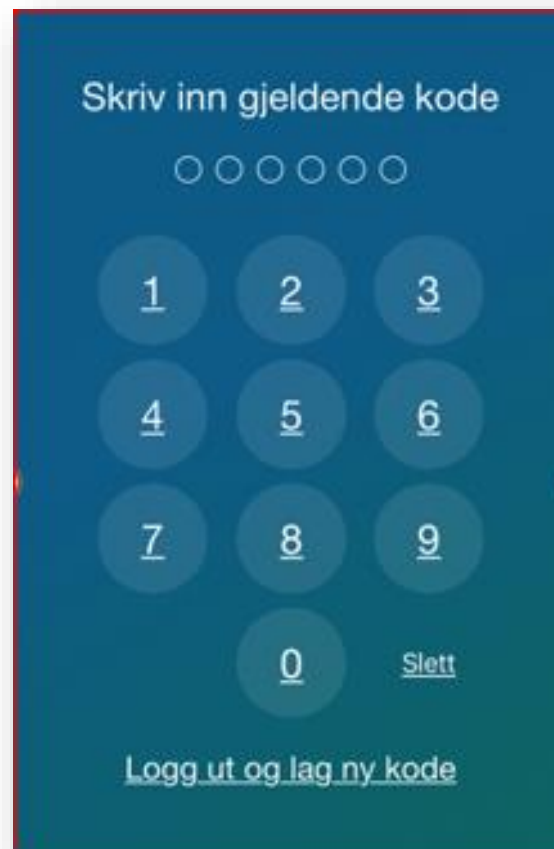 Skriv inn gjeldende kode
1 2 3
4 5 6
7 8 9
0 Slett
Logg ut og lag ny kode